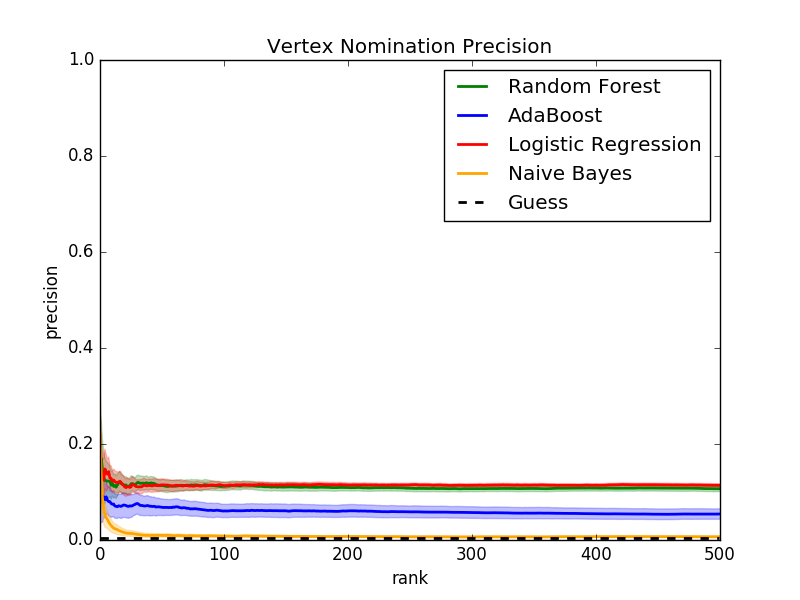 Vertex Nomination Precision
1.0
0.8
0.6
0.4
0.2
0.0
precision
Random Forest
AdaBoost
Logistic Regression
Naive Bayes
Guess
0 100 200 300 400 500
rank